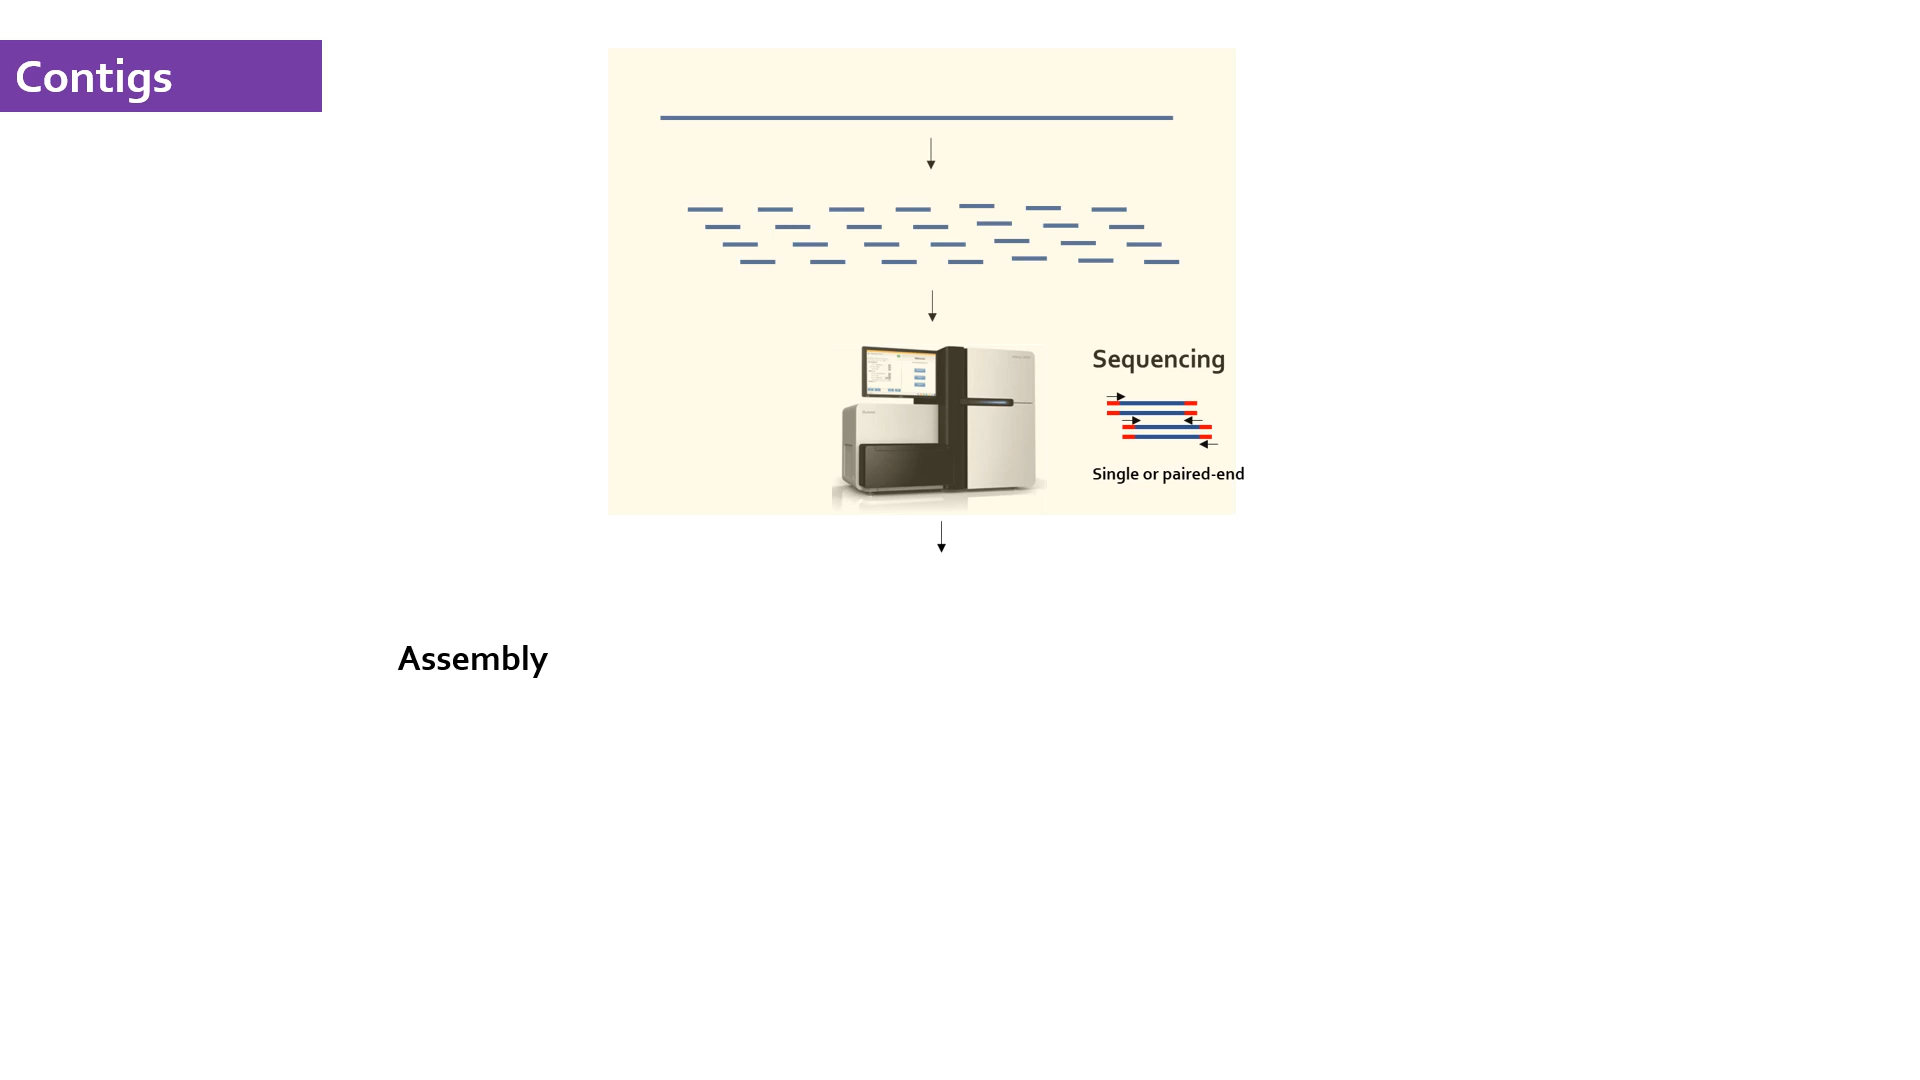 Contigs
Sequencing
Single or paired-end
Assembly